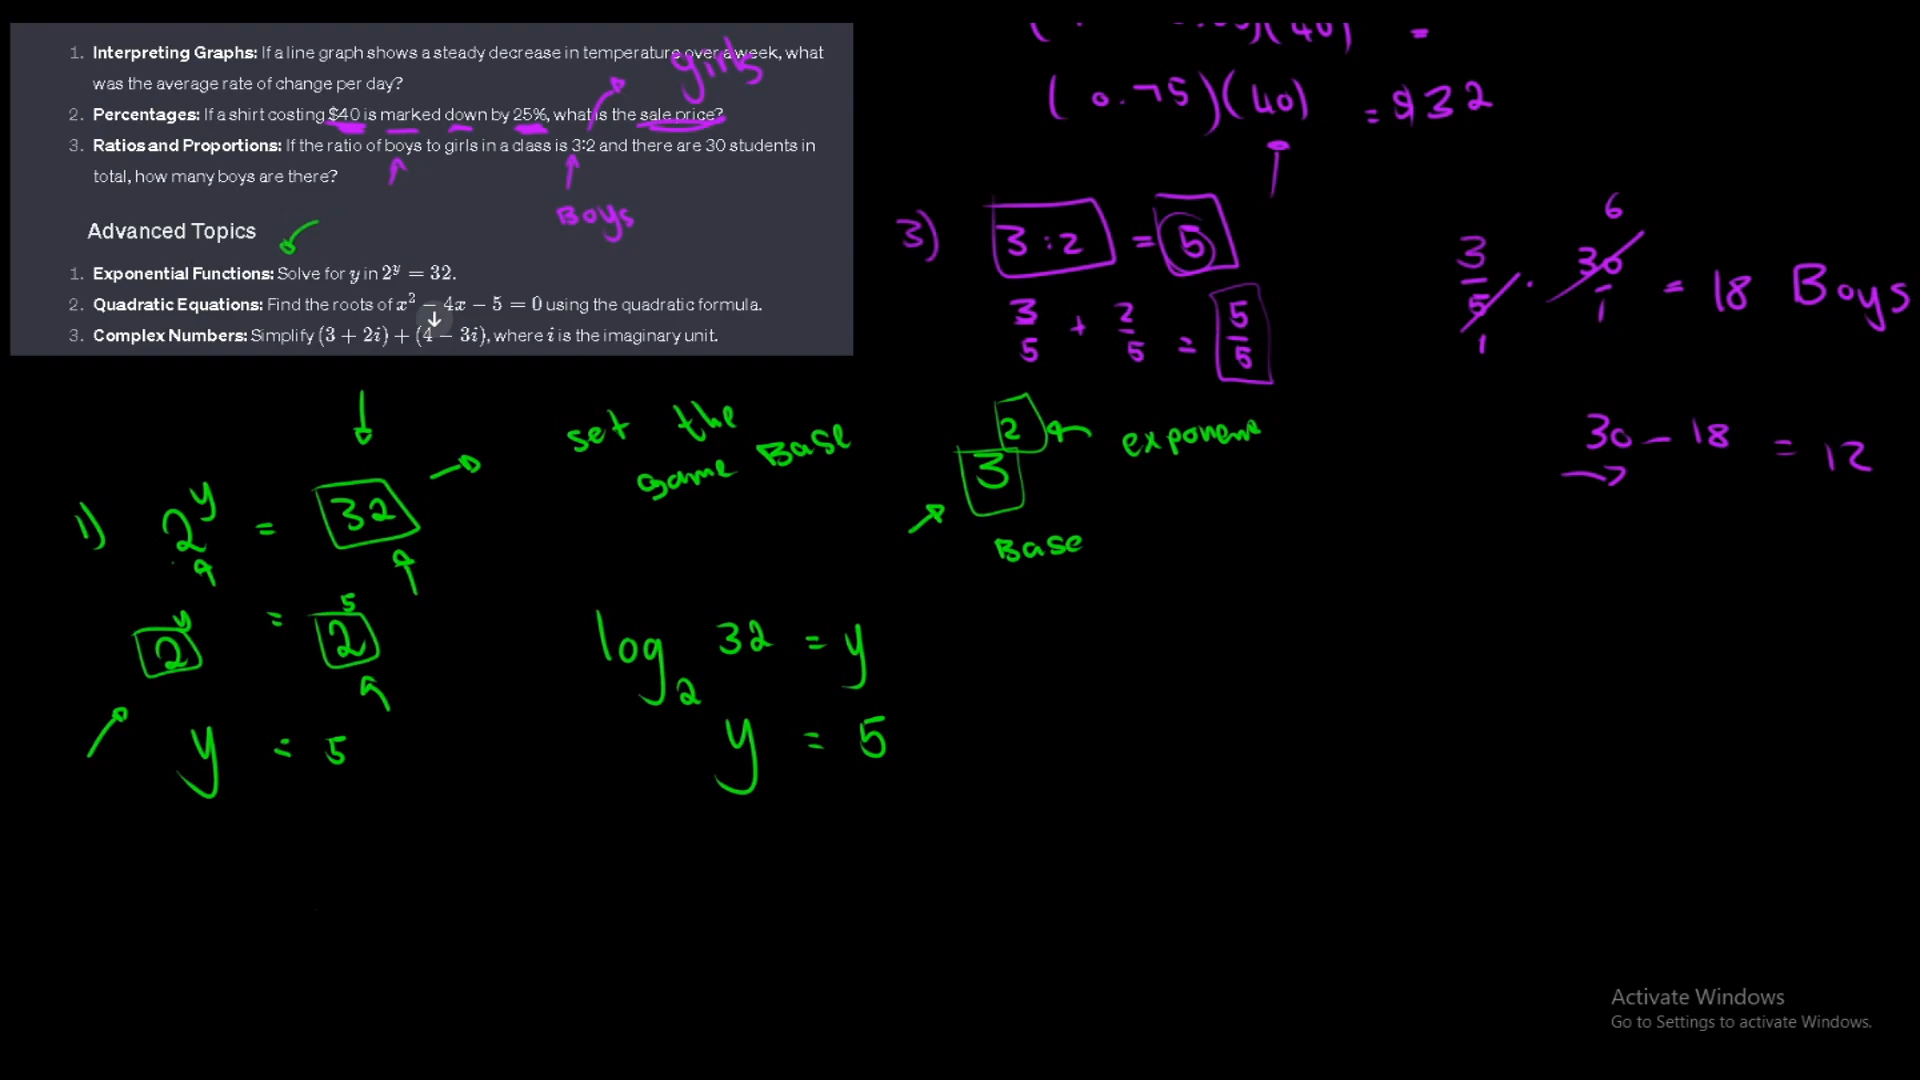 1. Interpreting Graphs: If a line graph shows a steady decrease in temperature over a week, what
was the average rate of change per day?
2. Percentages: If a shirt costing $40 is marked down by 25%, what is the sale price?
3. Ratios and Proportions: If the ratio of boys to girls in a class is 3:2 and there are 30 students in
total, how many boys are there?
girls
Boys
Advanced Topics
1. Exponential Functions: Solve for y in 2^y = 32.
2. Quadratic Equations: Find the roots of x² − 4x − 5 = 0 using the quadratic formula.
3. Complex Numbers: Simplify (3 + 2i) + (4 − 3i), where i is the imaginary unit.
)(40) =
(0.75)(40) = $32
3) 3:2 = 5
3/5 + 2/5 = 5/5
3/5 · 30/1 = 18 Boys
6
1
30 − 18 = 12
set the
same Base
3² exponent
Base
1) 2^y = 32
2^y = 2^5
y = 5
log₂ 32 = y
y = 5
Activate Windows
Go to Settings to activate Windows.